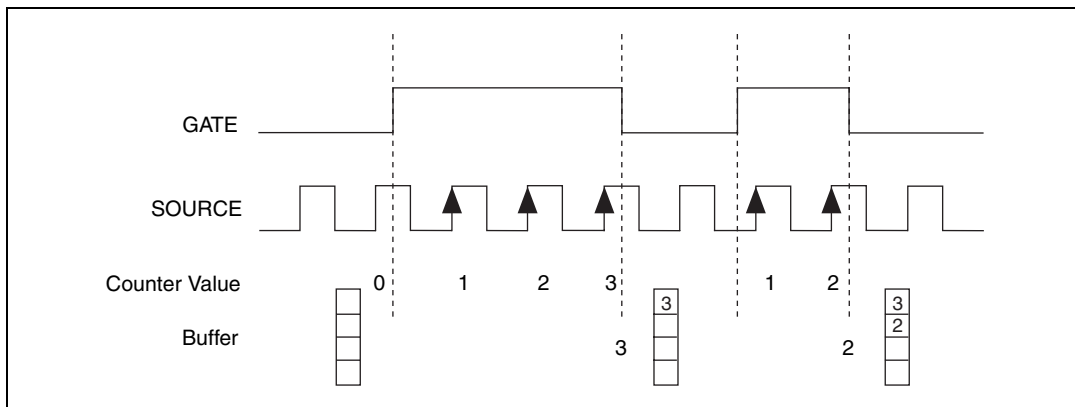 GATE
SOURCE
Counter Value 0 1 2 3 1 2
3 3
2
Buffer 3 2